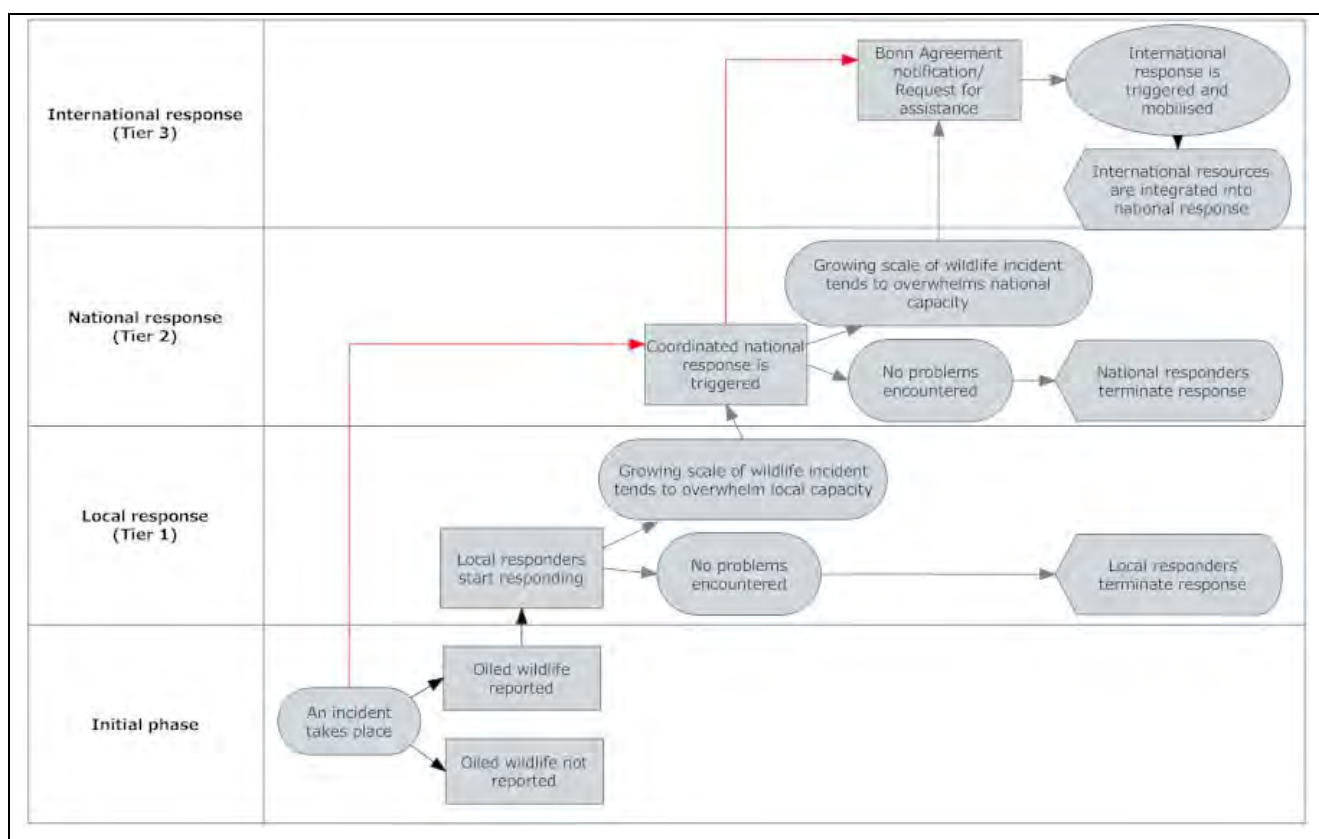 International response
(Tier 3)
Bonn Agreement
notification/
Request for
assistance
International
response is
triggered and
mobilised
International resources
are integrated into
national response
National response
(Tier 2)
Growing scale of wildlife incident
tends to overwhelms national
capacity
Coordinated national
response is
triggered
No problems
encountered
National responders
terminate response
Local response
(Tier 1)
Growing scale of wildlife incident
tends to overwhelm local capacity
Local responders
start responding
No problems
encountered
Local responders
terminate response
Initial phase
An incident
takes place
Oiled wildlife
reported
Oiled wildlife not
reported